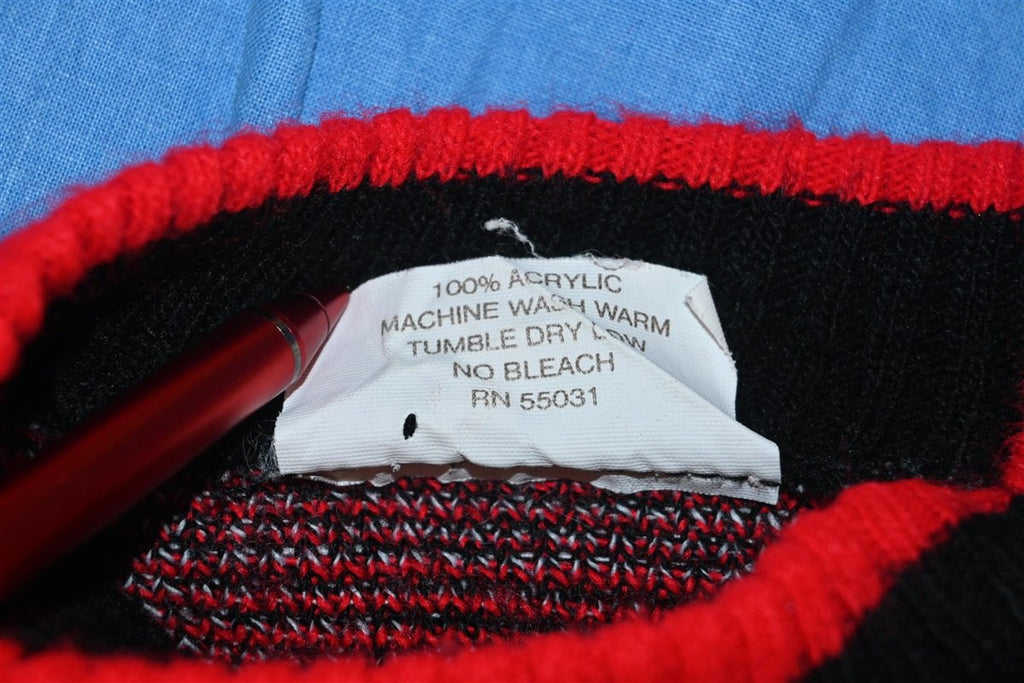 100% ACRYLIC
MACHINE WASH WARM
TUMBLE DRY LOW
NO BLEACH
RN 55031